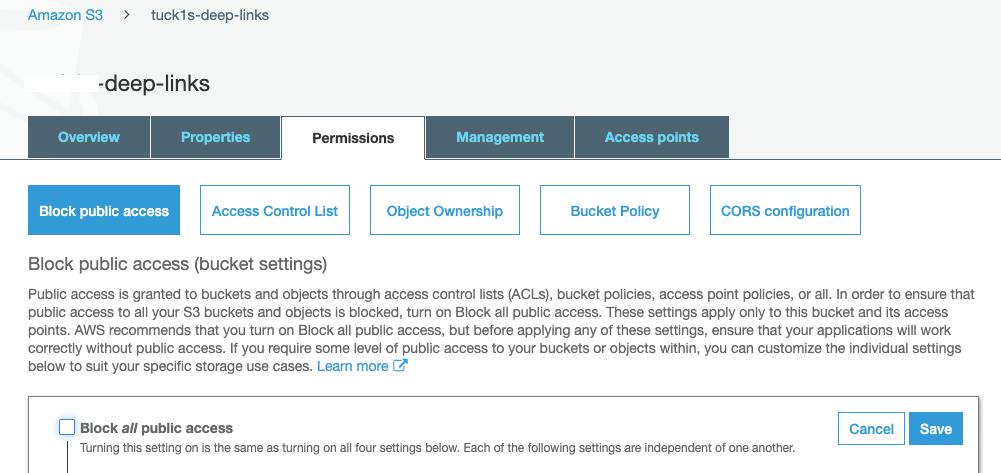 Amazon S3 > tuck1s-deep-links
-deep-links
Overview Properties Permissions Management Access points
Block public access Access Control List Object Ownership Bucket Policy CORS configuration
Block public access (bucket settings)
Public access is granted to buckets and objects through access control lists (ACLs), bucket policies, access point policies, or all. In order to ensure that
public access to all your S3 buckets and objects is blocked, turn on Block all public access. These settings apply only to this bucket and its access
points. AWS recommends that you turn on Block all public access, but before applying any of these settings, ensure that your applications will work
correctly without public access. If you require some level of public access to your buckets or objects within, you can customize the individual settings
below to suit your specific storage use cases. Learn more
Block all public access Cancel Save
Turning this setting on is the same as turning on all four settings below. Each of the following settings are independent of one another.